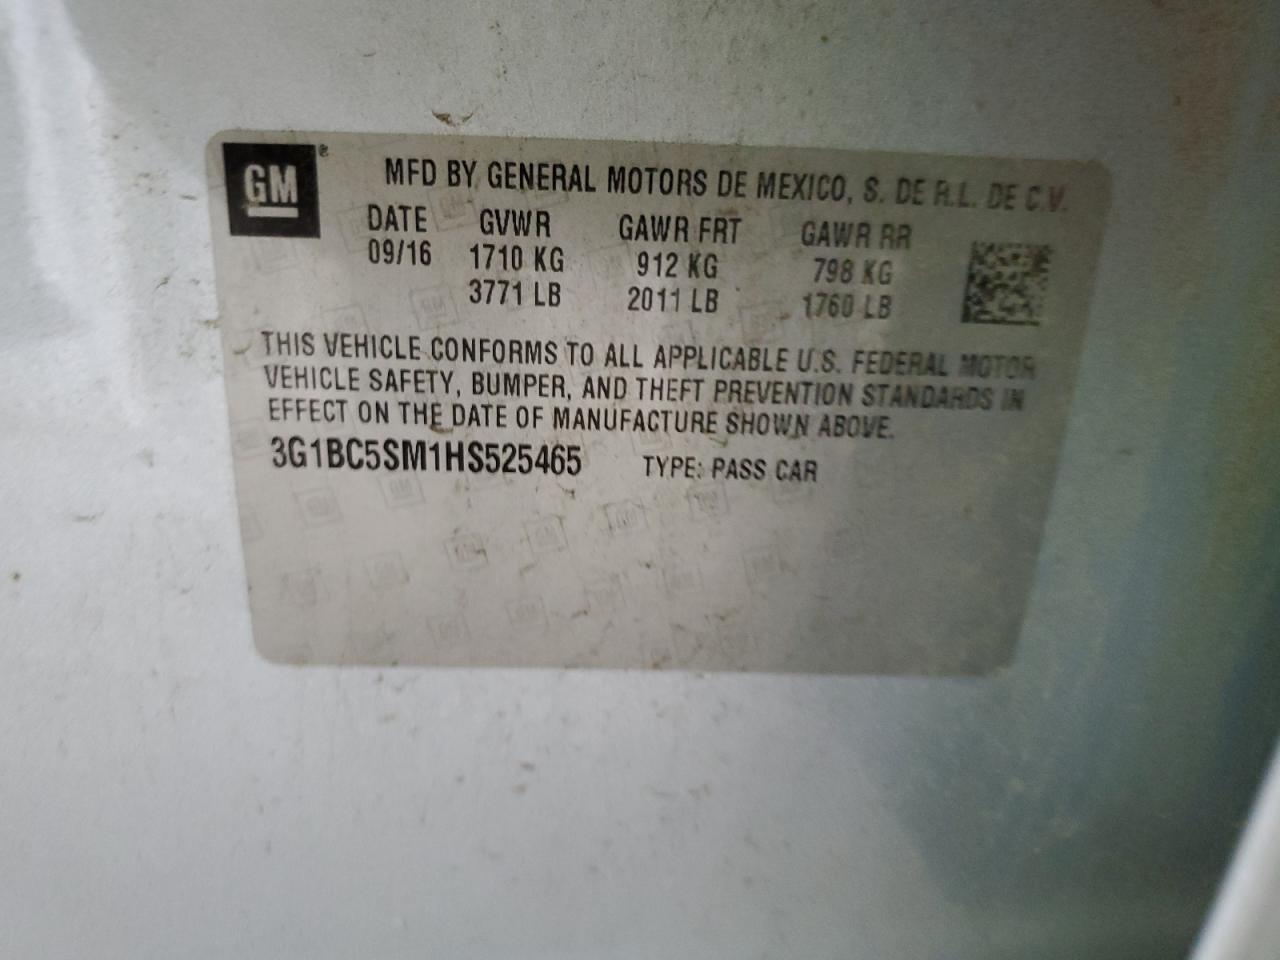 GM®
MFD BY GENERAL MOTORS DE MEXICO, S. DE R.L. DE C.V.
DATE GVWR GAWR FRT GAWR RR
09/16 1710 KG 912 KG 798 KG
3771 LB 2011 LB 1760 LB
THIS VEHICLE CONFORMS TO ALL APPLICABLE U.S. FEDERAL MOTOR
VEHICLE SAFETY, BUMPER, AND THEFT PREVENTION STANDARDS IN
EFFECT ON THE DATE OF MANUFACTURE SHOWN ABOVE.
3G1BC5SM1HS525465 TYPE: PASS CAR